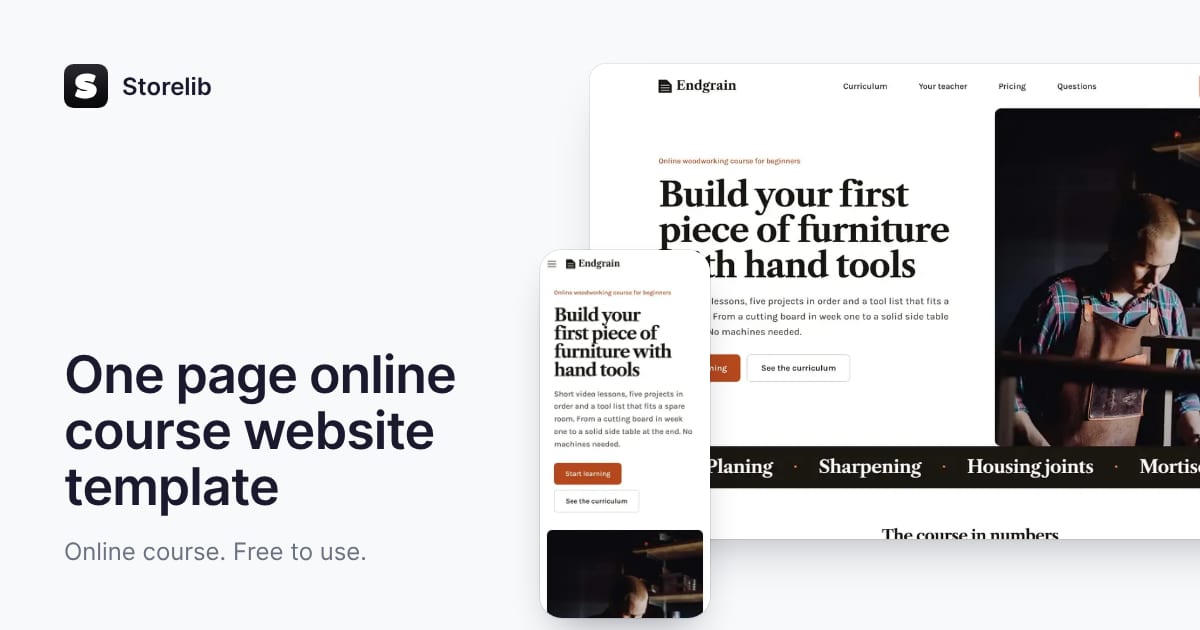 Storelib
One page online
course website
template
Online course. Free to use.
Endgrain
Curriculum
Your teacher
Pricing
Questions
Online woodworking course for beginners
Build your first
piece of furniture
th hand tools
lessons, five projects in order and a tool list that fits a
From a cutting board in week one to a solid side table
No machines needed.
ning
See the curriculum
Planing · Sharpening · Housing joints · Mortis
The course in numbers
Endgrain
Online woodworking course for beginners
Build your
first piece of
furniture with
hand tools
Short video lessons, five projects in
order and a tool list that fits a spare
room. From a cutting board in week
one to a solid side table at the end. No
machines needed.
Start learning
See the curriculum